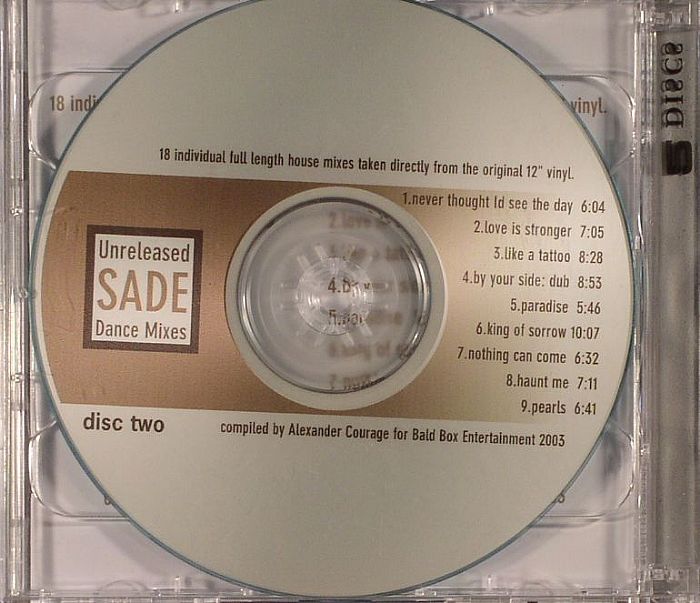 18 indi
vinyl.
DISCS
18 individual full length house mixes taken directly from the original 12" vinyl.
1.never thought Id see the day 6:04
2.love is stronger 7:05
3.like a tattoo 8:28
4.by your side: dub 8:53
5.paradise 5:46
6.king of sorrow 10:07
7.nothing can come 6:32
8.haunt me 7:11
9.pearls 6:41
Unreleased
SADE
Dance Mixes
disc two
compiled by Alexander Courage for Bald Box Entertainment 2003